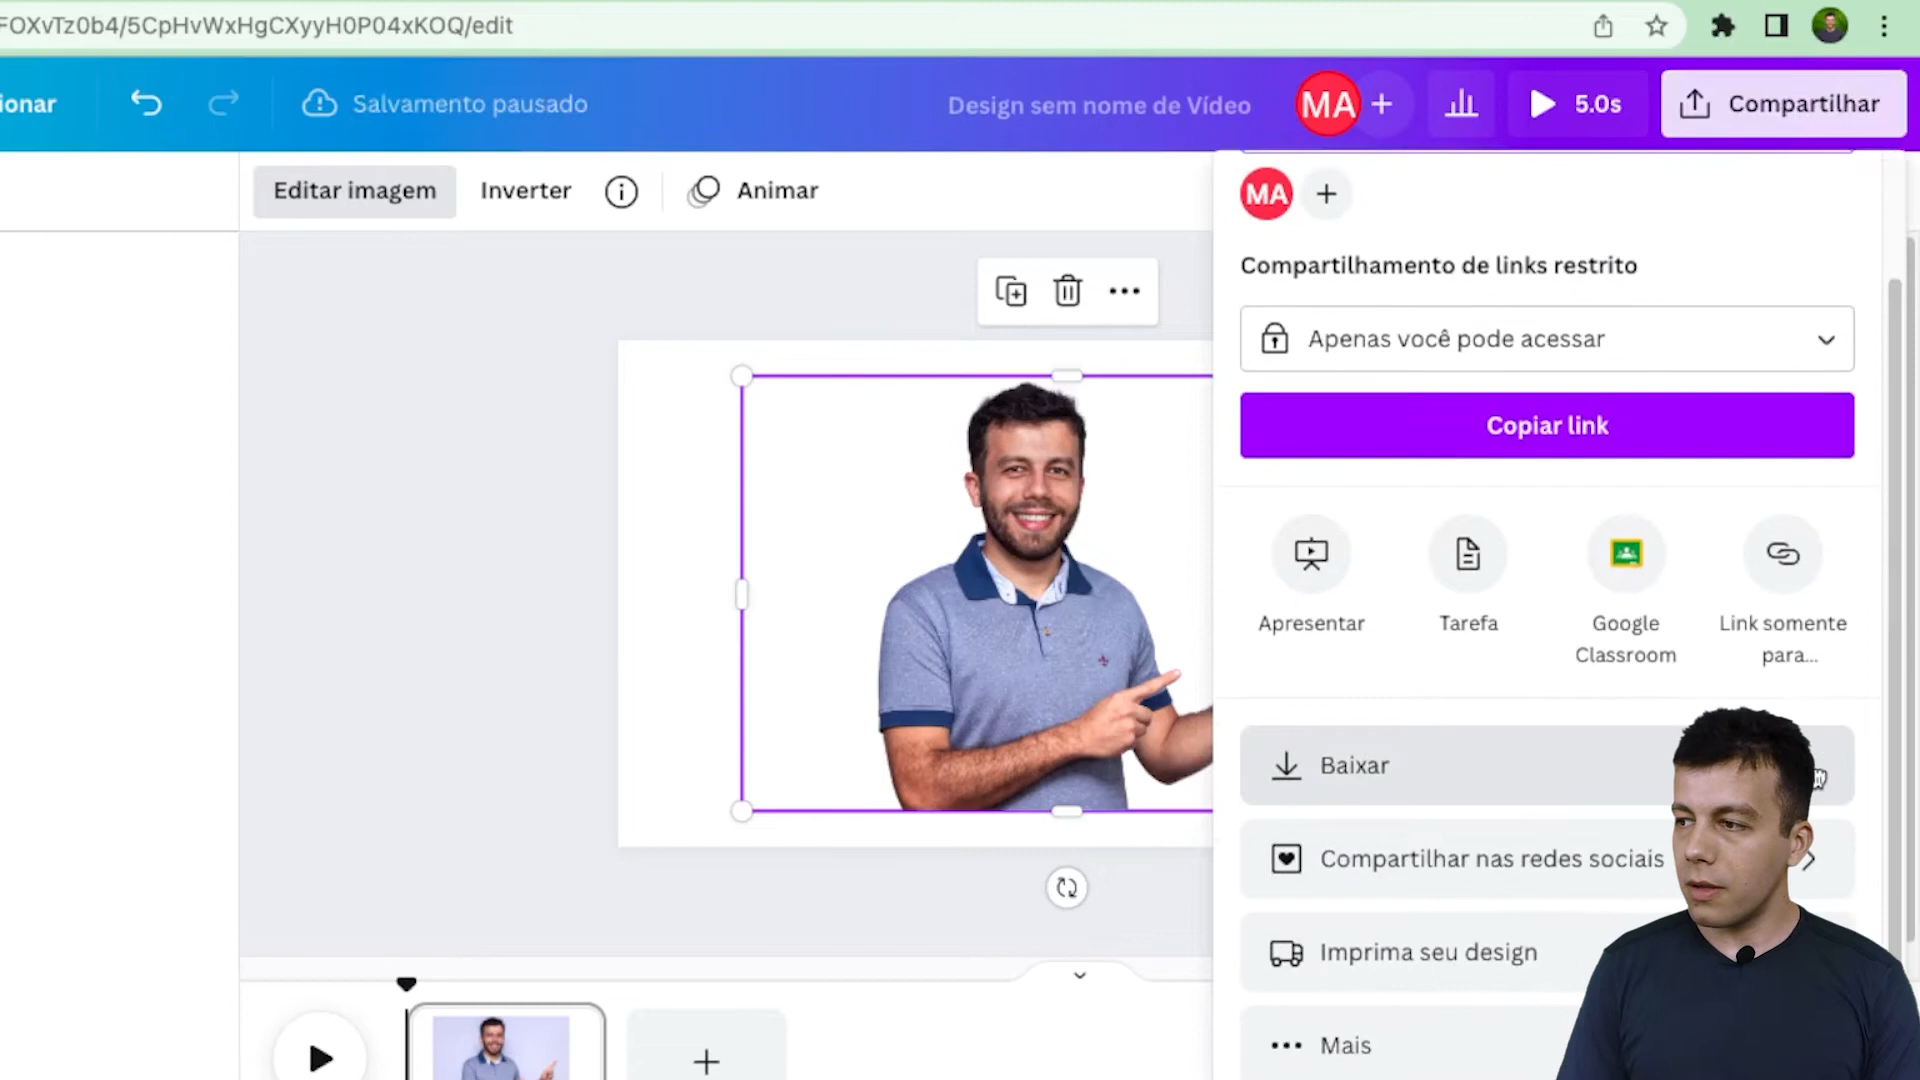 FOXvTz0b4/5CpHvWxHgCXyyH0P04xKOQ/edit
ionar
Salvamento pausado
Design sem nome de Vídeo
MA
5.0s
Compartilhar
Editar imagem
Inverter
Animar
MA
Compartilhamento de links restrito
Apenas você pode acessar
Copiar link
Apresentar
Tarefa
Google
Classroom
Link somente
para...
Baixar
Compartilhar nas redes sociais
Imprima seu design
Mais